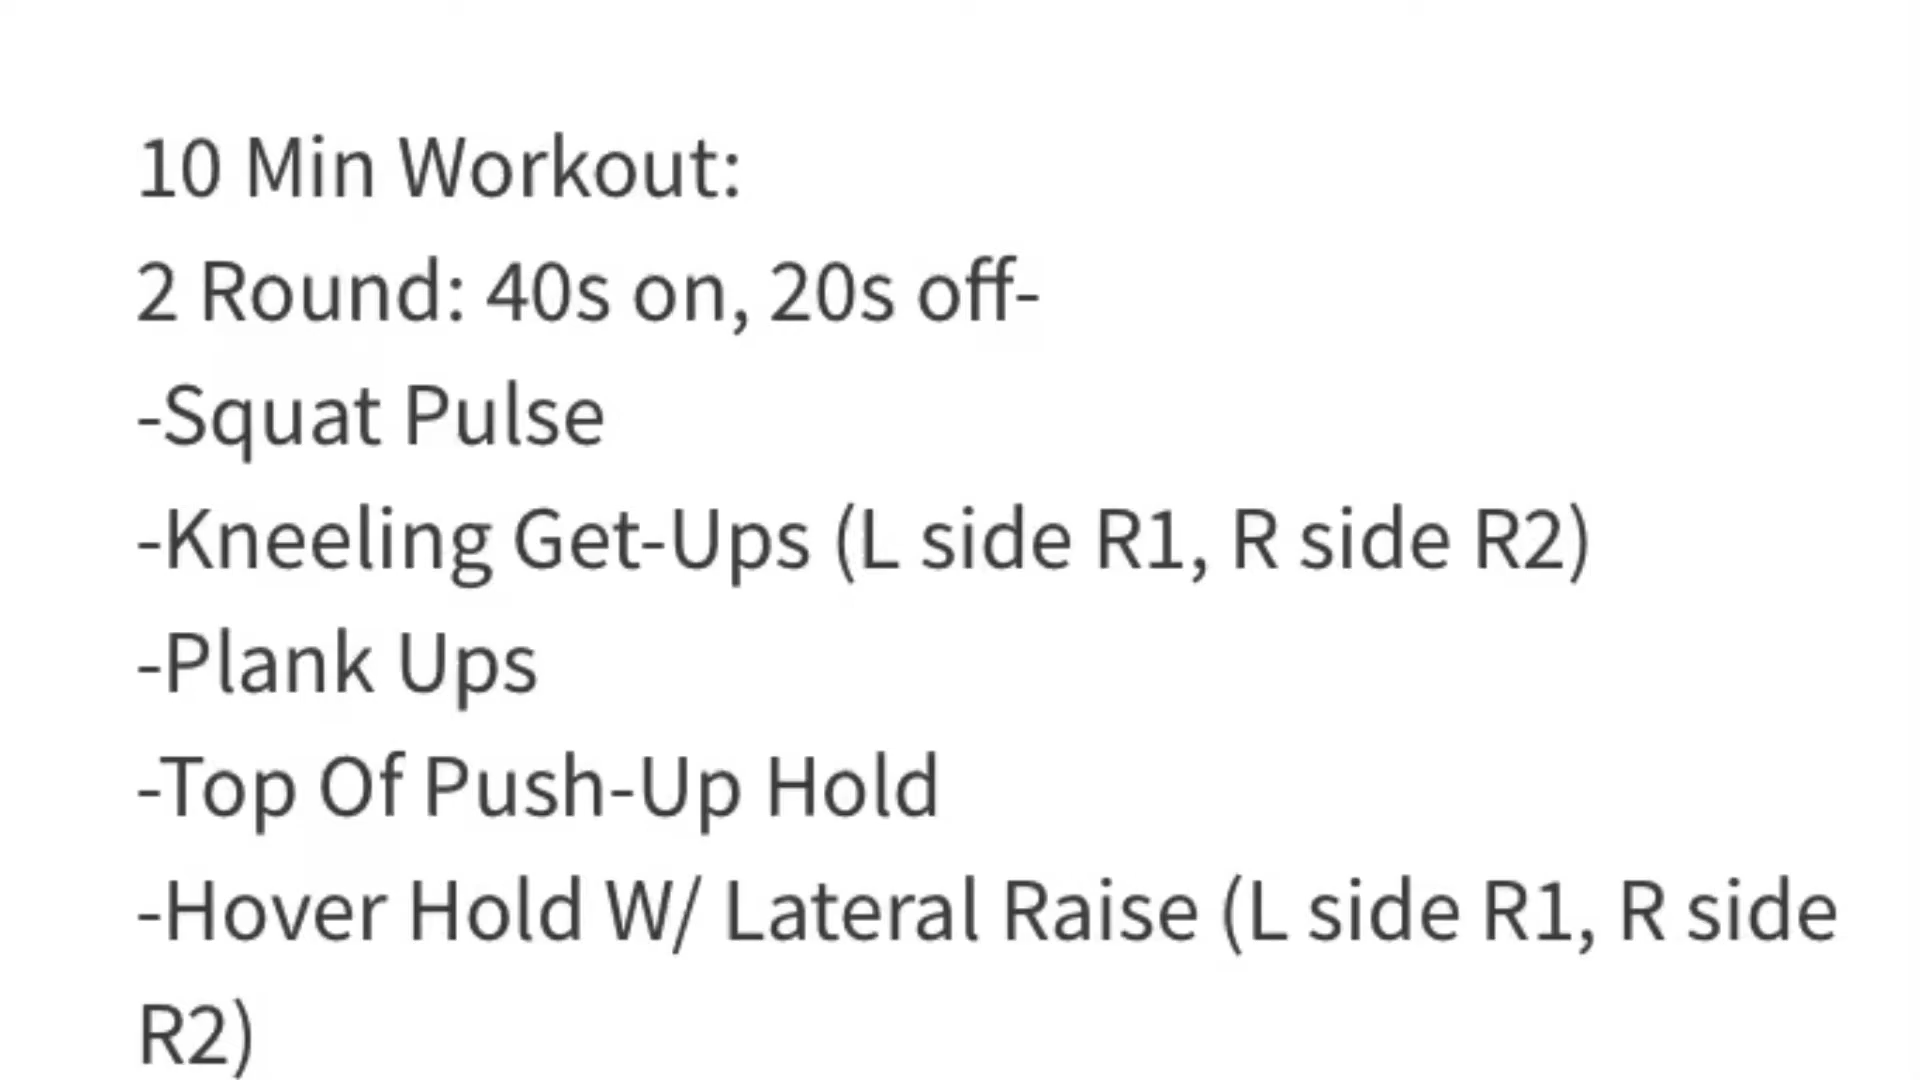 10 Min Workout:
2 Round: 40s on, 20s off-
-Squat Pulse
-Kneeling Get-Ups (L side R1, R side R2)
-Plank Ups
-Top Of Push-Up Hold
-Hover Hold W/ Lateral Raise (L side R1, R side
R2)